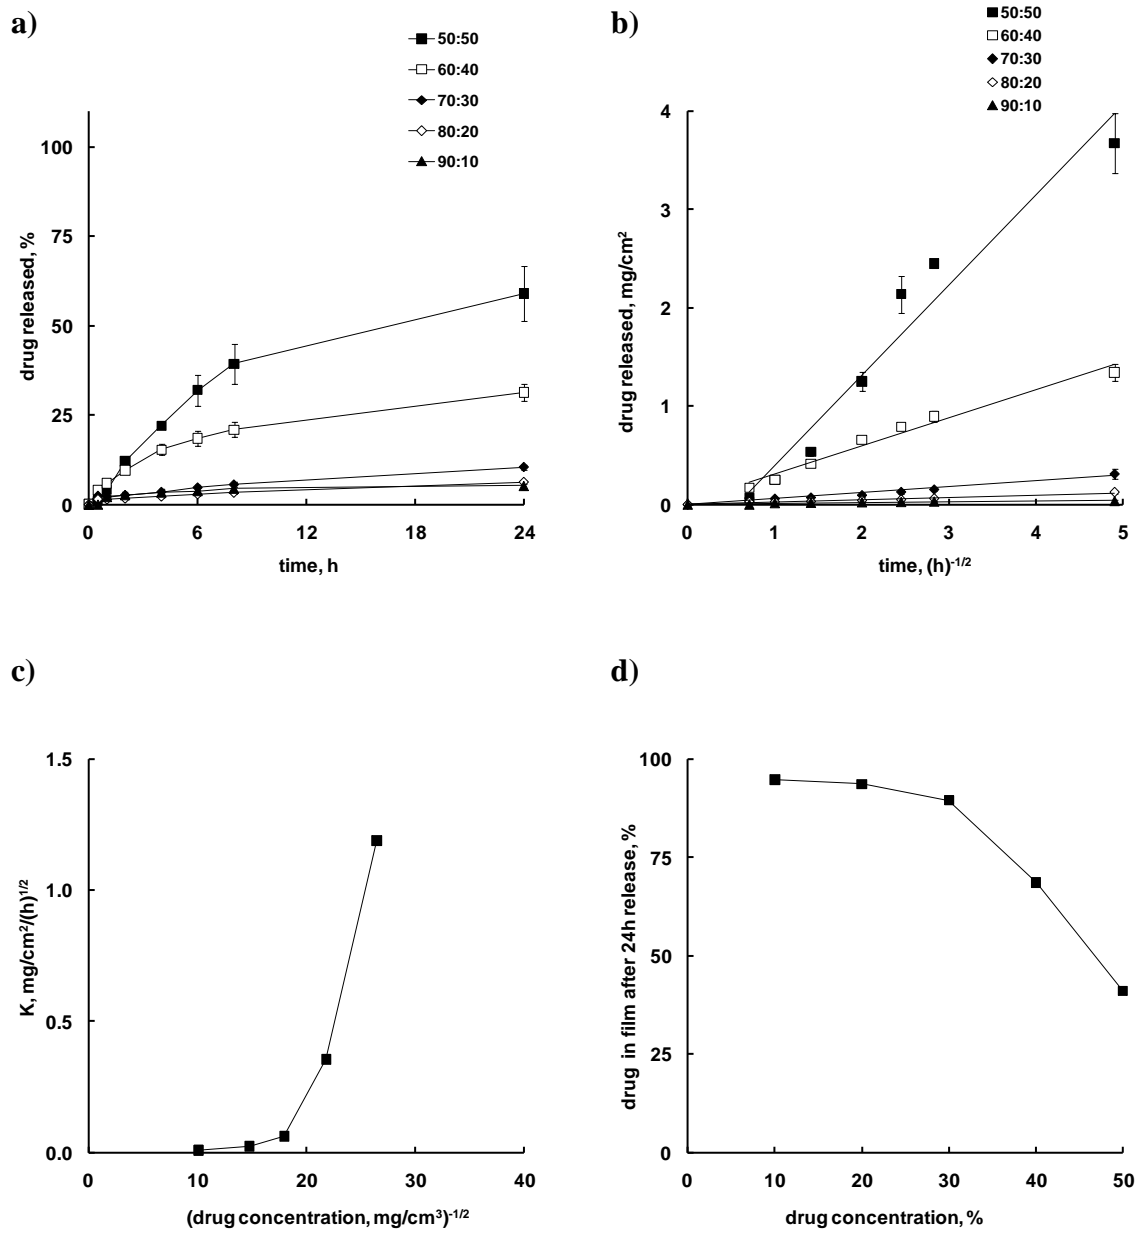 a)
50:50
60:40
70:30
80:20
90:10
100
75
50
25
0
0 6 12 18 24
drug released, %
time, h
b)
50:50
60:40
70:30
80:20
90:10
4
3
2
1
0
0 1 2 3 4 5
drug released, mg/cm²
time, (h)⁻¹/²
c)
1.5
1.0
0.5
0.0
0 10 20 30 40
K, mg/cm²/(h)¹/²
(drug concentration, mg/cm³)⁻¹/²
d)
100
75
50
25
0
0 10 20 30 40 50
drug in film after 24h release, %
drug concentration, %